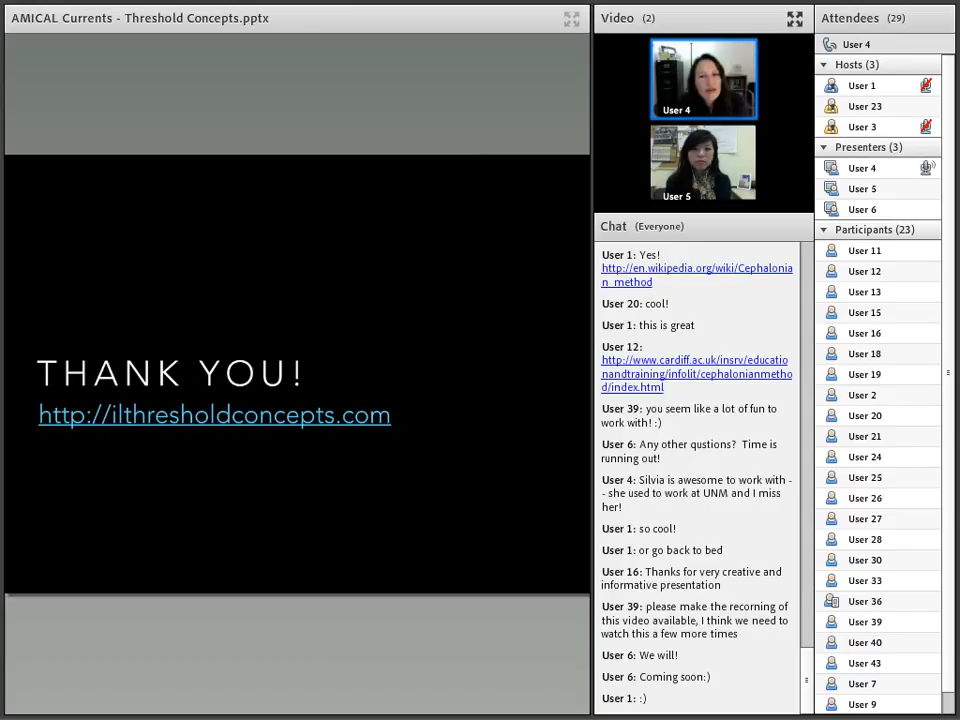 AMICAL Currents - Threshold Concepts.pptx
THANK YOU!
http://ilthresholdconcepts.com
Video (2)
User 4
User 5
Chat (Everyone)
User 1: Yes!
http://en.wikipedia.org/wiki/Cephalonia
n_method
User 20: cool!
User 1: this is great
User 12:
http://www.cardiff.ac.uk/insrv/educatio
nandtraining/infolit/cephalonianmetho
d/index.html
User 39: you seem like a lot of fun to
work with! :)
User 6: Any other qustions? Time is
running out!
User 4: Silvia is awesome to work with -
- she used to work at UNM and I miss
her!
User 1: so cool!
User 1: or go back to bed
User 16: Thanks for very creative and
informative presentation
User 39: please make the recorning of
this video available, I think we need to
watch this a few more times
User 6: We will!
User 6: Coming soon:)
User 1: :)
Attendees (29)
User 4
Hosts (3)
User 1
User 23
User 3
Presenters (3)
User 4
User 5
User 6
Participants (23)
User 11
User 12
User 13
User 15
User 16
User 18
User 19
User 2
User 20
User 21
User 24
User 25
User 26
User 27
User 28
User 30
User 33
User 36
User 39
User 40
User 43
User 7
User 9